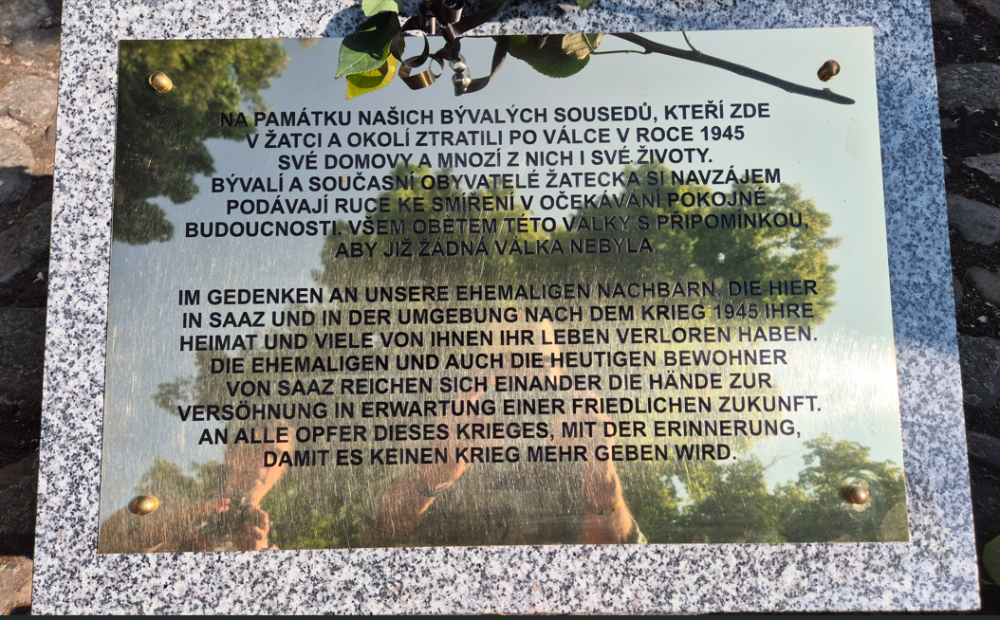 NA PAMÁTKU NAŠICH BÝVALÝCH SOUSEDŮ, KTEŘÍ ZDE
V ŽATCI A OKOLÍ ZTRATILI PO VÁLCE V ROCE 1945
SVÉ DOMOVY A MNOZÍ Z NICH I SVÉ ŽIVOTY.
BÝVALÍ A SOUČASNÍ OBYVATELÉ ŽATECKA SI NAVZÁJEM
PODÁVAJÍ RUCE KE SMÍŘENÍ V OČEKÁVÁNÍ POKOJNÉ
BUDOUCNOSTI. VŠEM OBĚTEM TÉTO VÁLKY S PŘIPOMÍNKOU,
ABY JIŽ ŽÁDNÁ VÁLKA NEBYLA.
IM GEDENKEN AN UNSERE EHEMALIGEN NACHBARN, DIE HIER
IN SAAZ UND IN DER UMGEBUNG NACH DEM KRIEG 1945 IHRE
HEIMAT UND VIELE VON IHNEN IHR LEBEN VERLOREN HABEN.
DIE EHEMALIGEN UND AUCH DIE HEUTIGEN BEWOHNER
VON SAAZ REICHEN SICH EINANDER DIE HÄNDE ZUR
VERSÖHNUNG IN ERWARTUNG EINER FRIEDLICHEN ZUKUNFT.
AN ALLE OPFER DIESES KRIEGES, MIT DER ERINNERUNG,
DAMIT ES KEINEN KRIEG MEHR GEBEN WIRD.